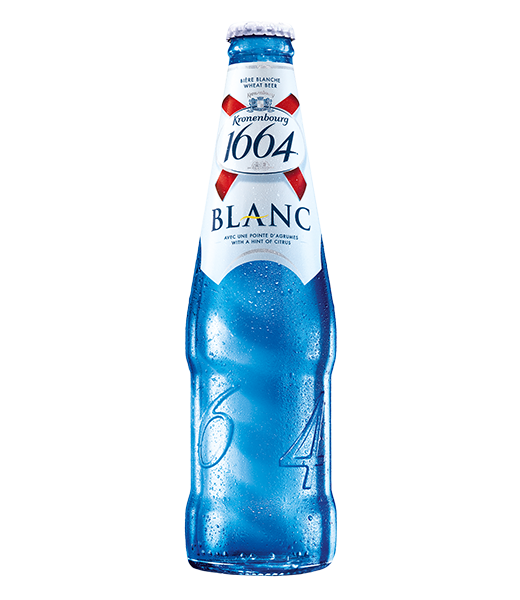 BIÈRE BLANCHE
WHEAT BEER
Kronenbourg
1664
BLANC
AVEC UNE POINTE D'AGRUMES
WITH A HINT OF CITRUS
6 4